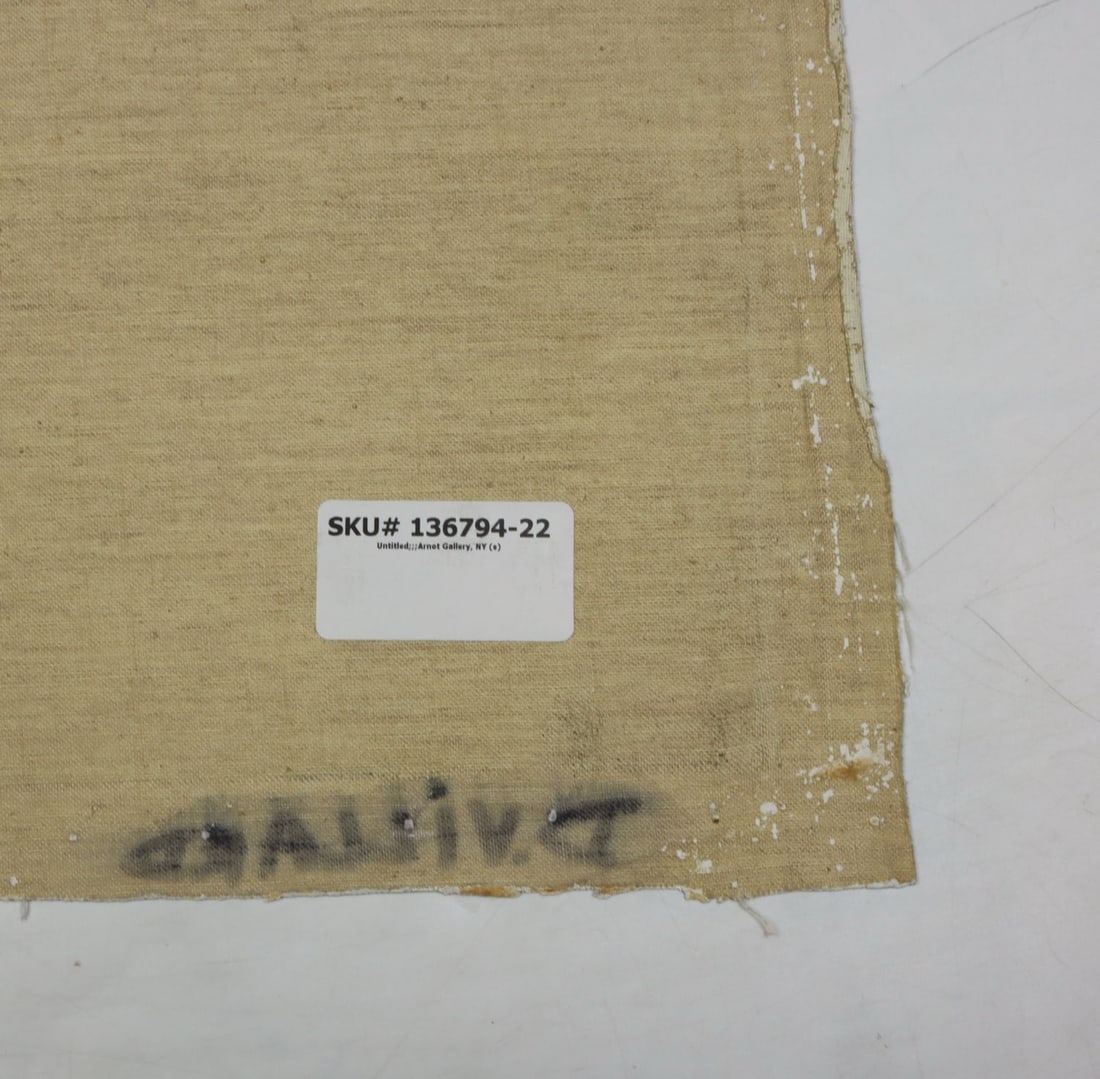 SKU# 136794-22
Untitled;;;Arnot Gallery, NY (s)